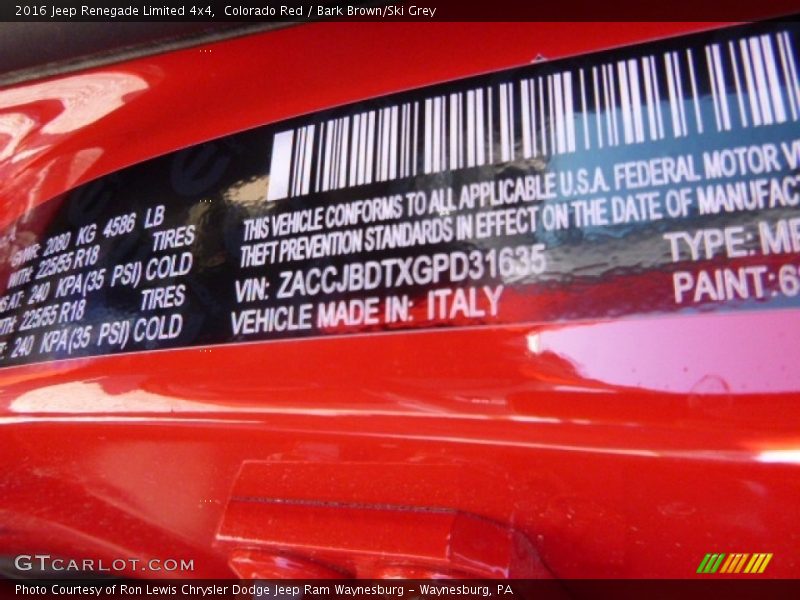 2016 Jeep Renegade Limited 4x4, Colorado Red / Bark Brown/Ski Grey
GVWR: 2080 KG 4586 LB
WITH: 225/55 R18 TIRES
AT: 240 KPA(35 PSI) COLD
225/55 R18 TIRES
240 KPA(35 PSI) COLD
THIS VEHICLE CONFORMS TO ALL APPLICABLE U.S.A. FEDERAL MOTOR V
THEFT PREVENTION STANDARDS IN EFFECT ON THE DATE OF MANUFAC
VIN: ZACCJBDTXGPD31635
TYPE:
VEHICLE MADE IN: ITALY
PAINT:
GTCARLOT.COM
Photo Courtesy of Ron Lewis Chrysler Dodge Jeep Ram Waynesburg - Waynesburg, PA